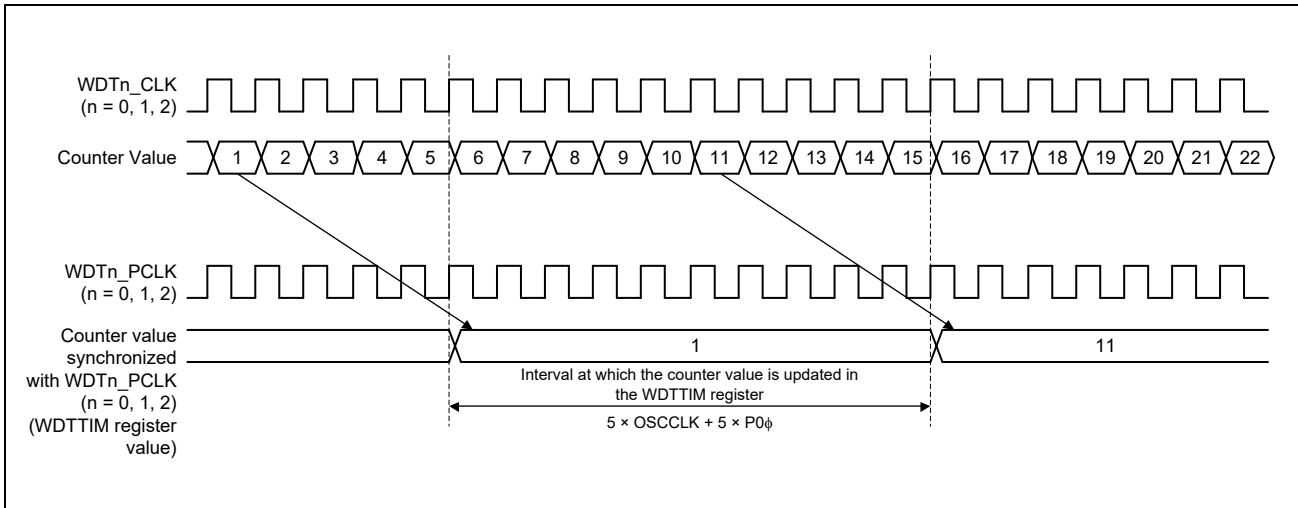 WDTn_CLK
(n = 0, 1, 2)
Counter Value
1 2 3 4 5 6 7 8 9 10 11 12 13 14 15 16 17 18 19 20 21 22
WDTn_PCLK
(n = 0, 1, 2)
Counter value
synchronized
with WDTn_PCLK
(n = 0, 1, 2)
(WDTTIM register
value)
1
11
Interval at which the counter value is updated in
the WDTTIM register
5 × OSCCLK + 5 × P0ϕ